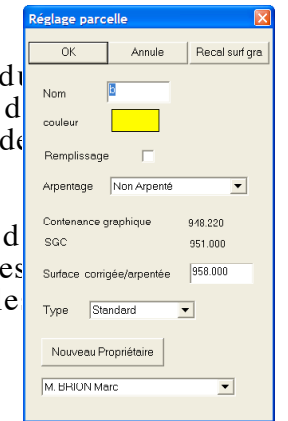 Réglage parcelle
OK Annule Recal surf gra
Nom b
couleur
Remplissage
Arpentage Non Arpenté
Contenance graphique 948.220
SGC 951.000
Surface corrigée/arpentée 958.000
Type Standard
Nouveau Propriétaire
M. BRION Marc